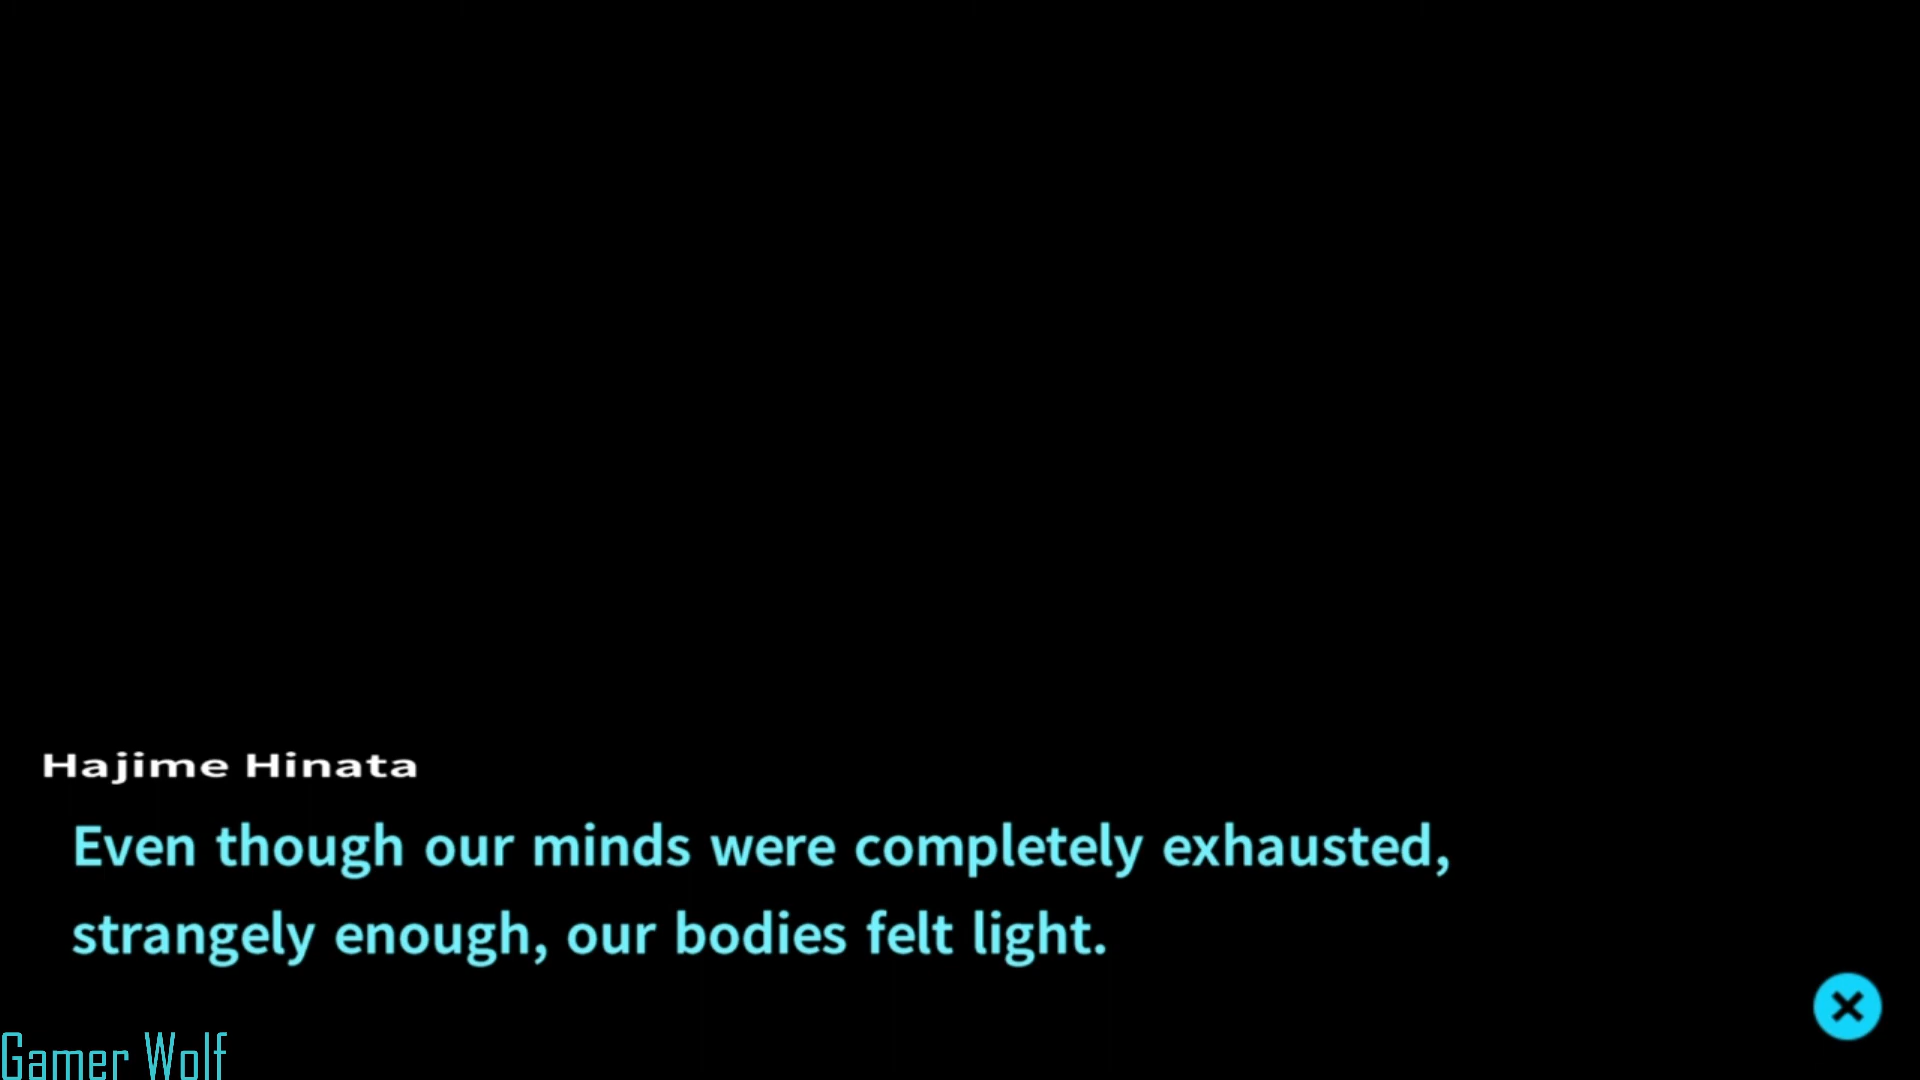 Hajime Hinata
Even though our minds were completely exhausted,
strangely enough, our bodies felt light.
Gamer Wolf